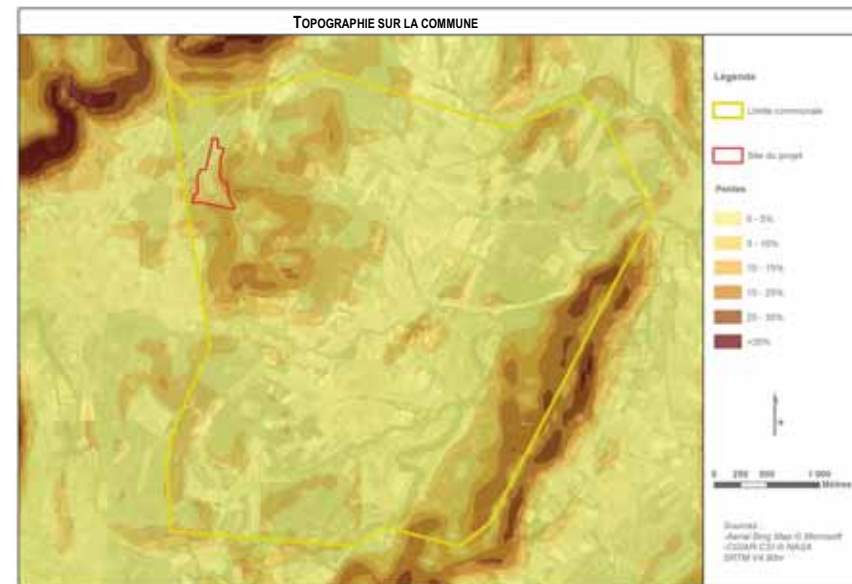 TOPOGRAPHIE SUR LA COMMUNE
Légende
Limite communale
Site du projet
Pentes
0 - 5%
5 - 10%
10 - 15%
15 - 25%
25 - 35%
>35%
0 250 500 1 000
Mètres
Sources :
-Aerial Bing Map © Microsoft
-CGIAR-CSI © NASA
SRTM V4 90m